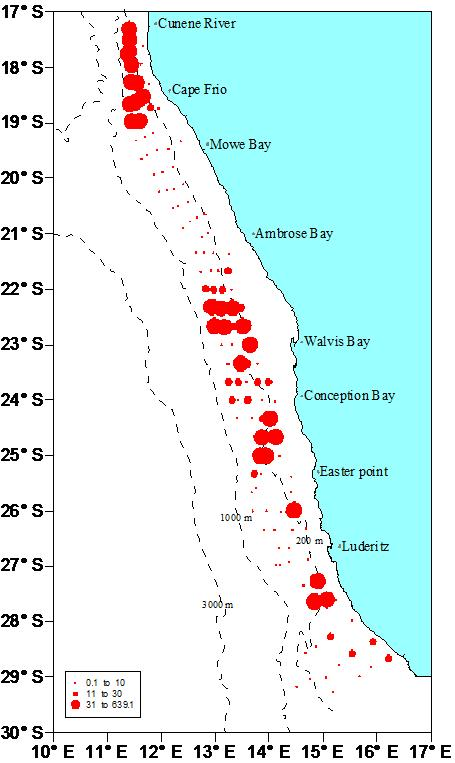 17° S
Cunene River
18° S
Cape Frio
19° S
Mowe Bay
20° S
21° S
Ambrose Bay
22° S
23° S
Walvis Bay
24° S
Conception Bay
25° S
Easter point
26° S
1000 m
200 m
Luderitz
27° S
3000 m
28° S
29° S
0.1 to 10
11 to 30
31 to 639.1
30° S
10° E 11° E 12° E 13° E 14° E 15° E 16° E 17° E